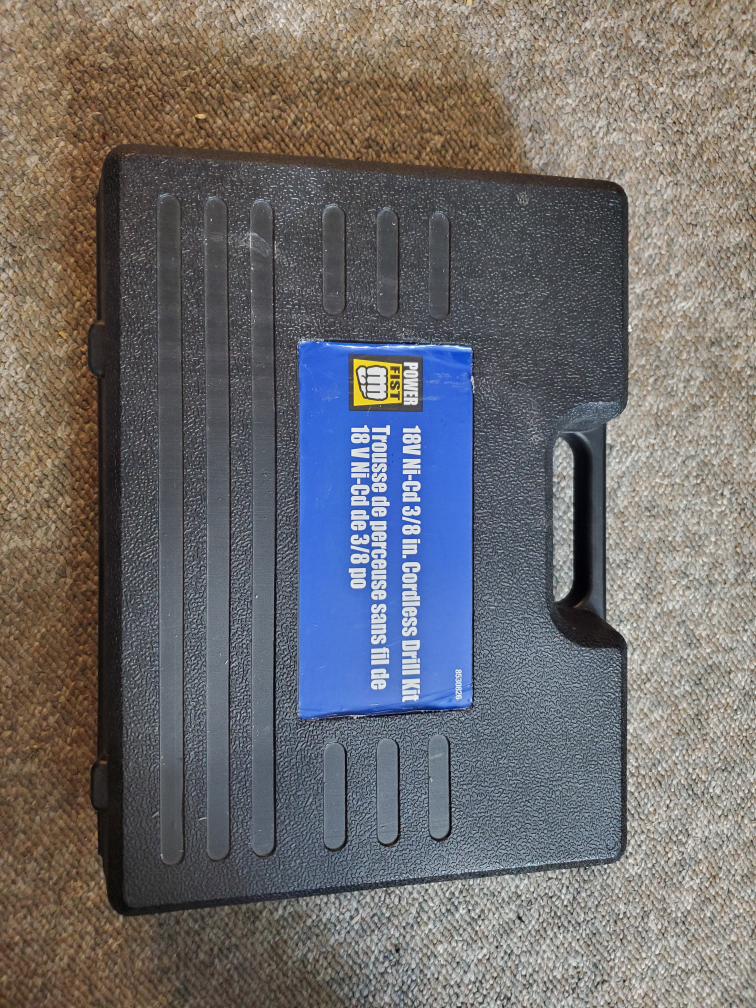 POWER
FIST
18V Ni-Cd 3/8 in. Cordless Drill Kit
Trousse de perceuse sans fil de
18 V Ni-Cd de 3/8 po
8530826